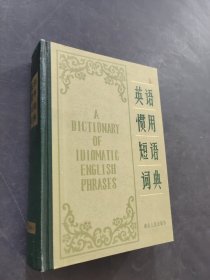 英语
惯用
短语
词典
A
DICTIONARY
OF
IDIOMATIC
ENGLISH
PHRASES